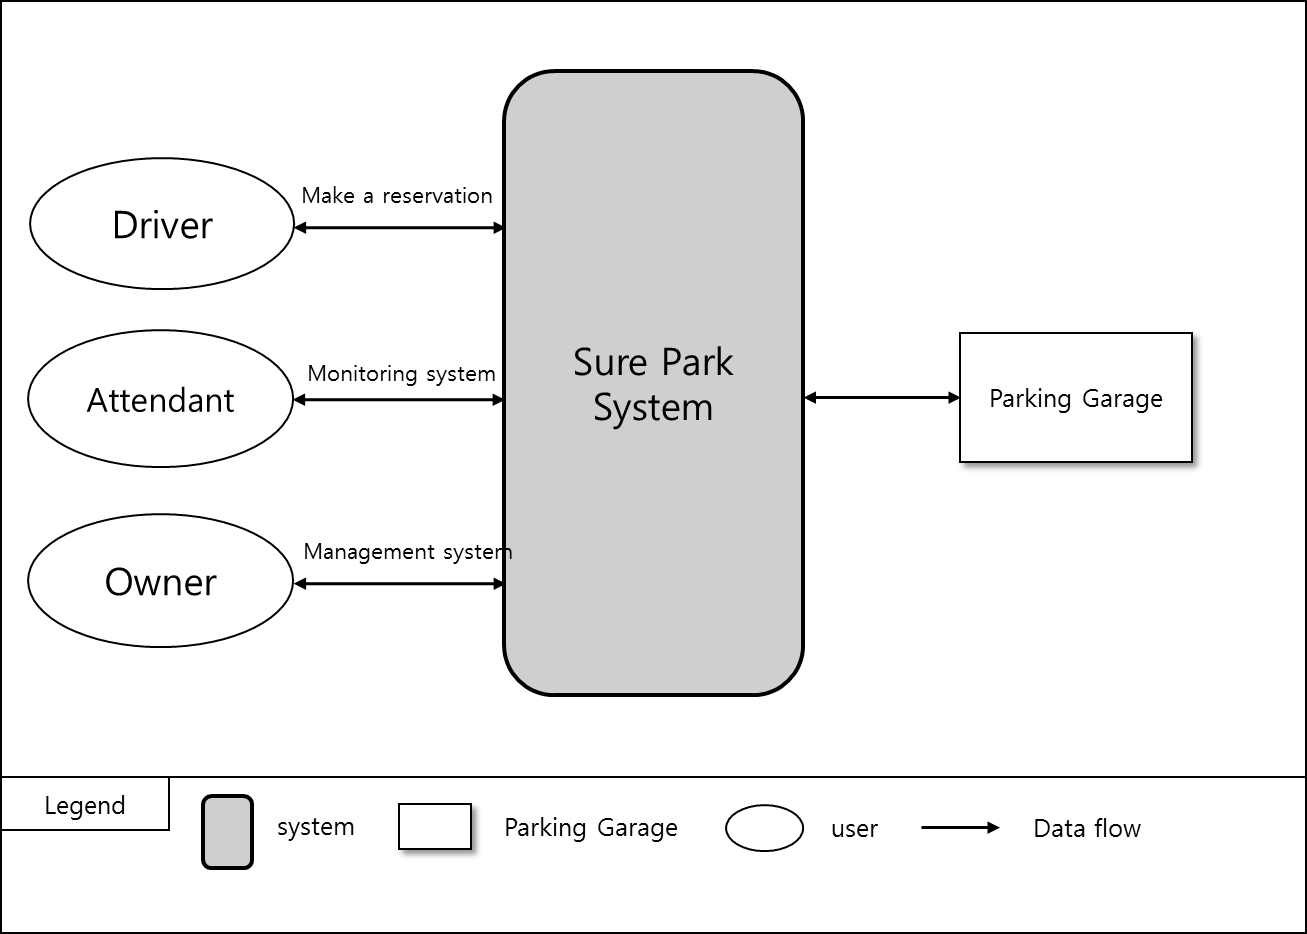 Make a reservation
Driver
Monitoring system
Attendant
Sure Park
System
Parking Garage
Management system
Owner
Legend
system
Parking Garage
user
Data flow